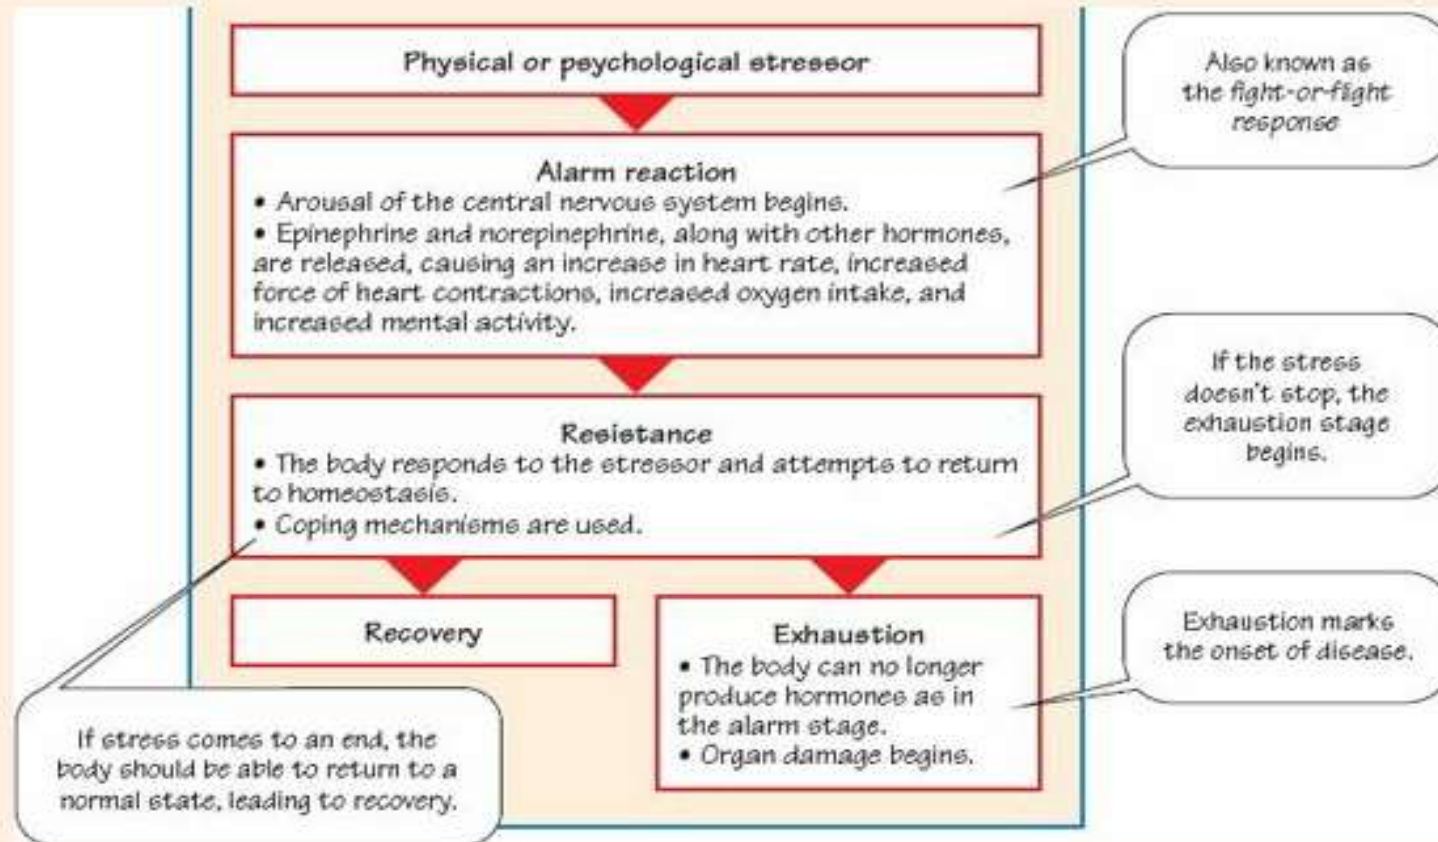 Physical or psychological stressor
Also known as
the fight-or-flight
response
Alarm reaction
• Arousal of the central nervous system begins.
• Epinephrine and norepinephrine, along with other hormones,
are released, causing an increase in heart rate, increased
force of heart contractions, increased oxygen intake, and
increased mental activity.
If the stress
doesn't stop, the
exhaustion stage
begins.
Resistance
• The body responds to the stressor and attempts to return
to homeostasis.
• Coping mechanisms are used.
Recovery
Exhaustion
• The body can no longer
produce hormones as in
the alarm stage.
• Organ damage begins.
Exhaustion marks
the onset of disease.
If stress comes to an end, the
body should be able to return to a
normal state, leading to recovery.